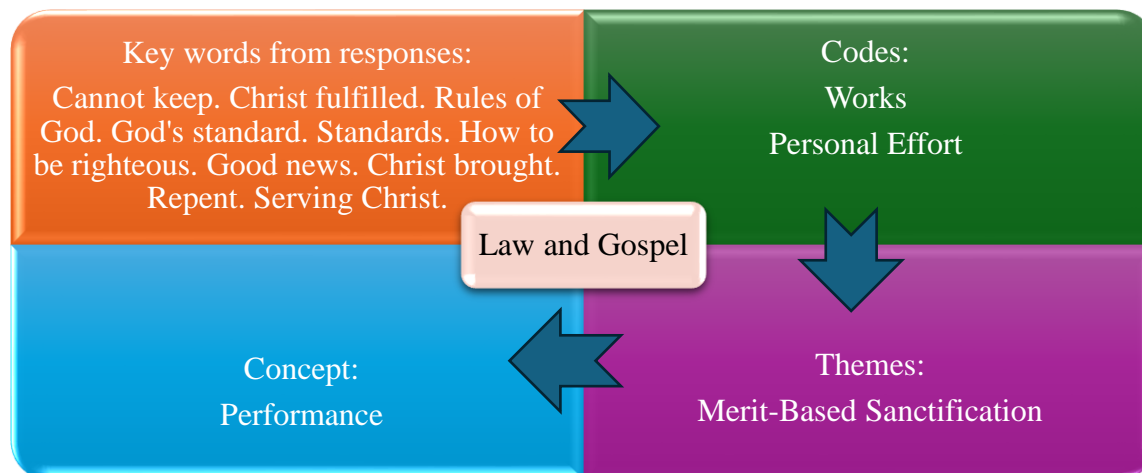 Key words from responses:
Cannot keep. Christ fulfilled. Rules of
God. God's standard. Standards. How to
be righteous. Good news. Christ brought.
Repent. Serving Christ.
Codes:
Works
Personal Effort
Law and Gospel
Themes:
Merit-Based Sanctification
Concept:
Performance